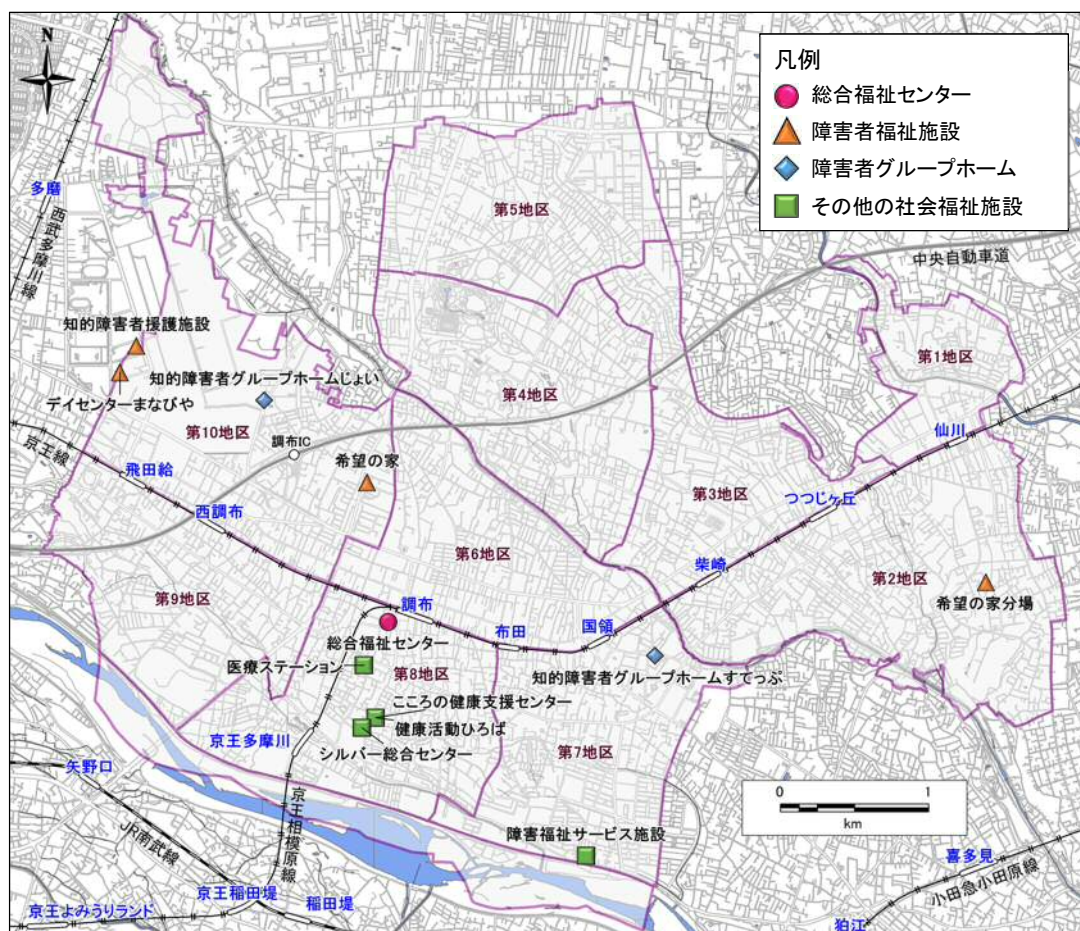 N
凡例
総合福祉センター
障害者福祉施設
障害者グループホーム
その他の社会福祉施設
多磨
西武多摩川線
第5地区
中央自動車道
知的障害者援護施設
第1地区
知的障害者グループホームじょい
デイセンターまなびや
第4地区
第10地区
京王線
調布IC
仙川
飛田給
希望の家
第3地区
つつじヶ丘
西調布
第6地区
柴崎
第2地区
第9地区
希望の家分場
調布
布田
国領
総合福祉センター
医療ステーション
第8地区
知的障害者グループホームすてっぷ
こころの健康支援センター
健康活動ひろば
京王多摩川
シルバー総合センター
第7地区
矢野口
京王相模原線
JR南武線
0
1
km
障害福祉サービス施設
喜多見
小田急小田原線
京王稲田堤
稲田堤
京王よみうりランド
狛江